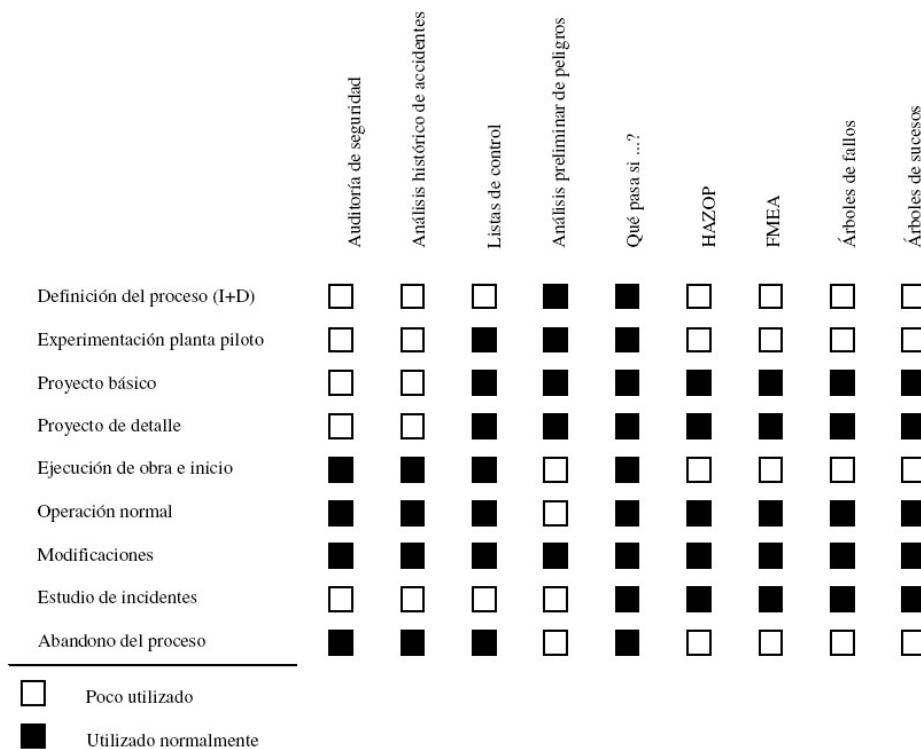 Auditoría de seguridad
Análisis histórico de accidentes
Listas de control
Análisis preliminar de peligros
Qué pasa si ...?
HAZOP
FMEA
Árboles de fallos
Árboles de sucesos
Definición del proceso (I+D)
Experimentación planta piloto
Proyecto básico
Proyecto de detalle
Ejecución de obra e inicio
Operación normal
Modificaciones
Estudio de incidentes
Abandono del proceso
Poco utilizado
Utilizado normalmente